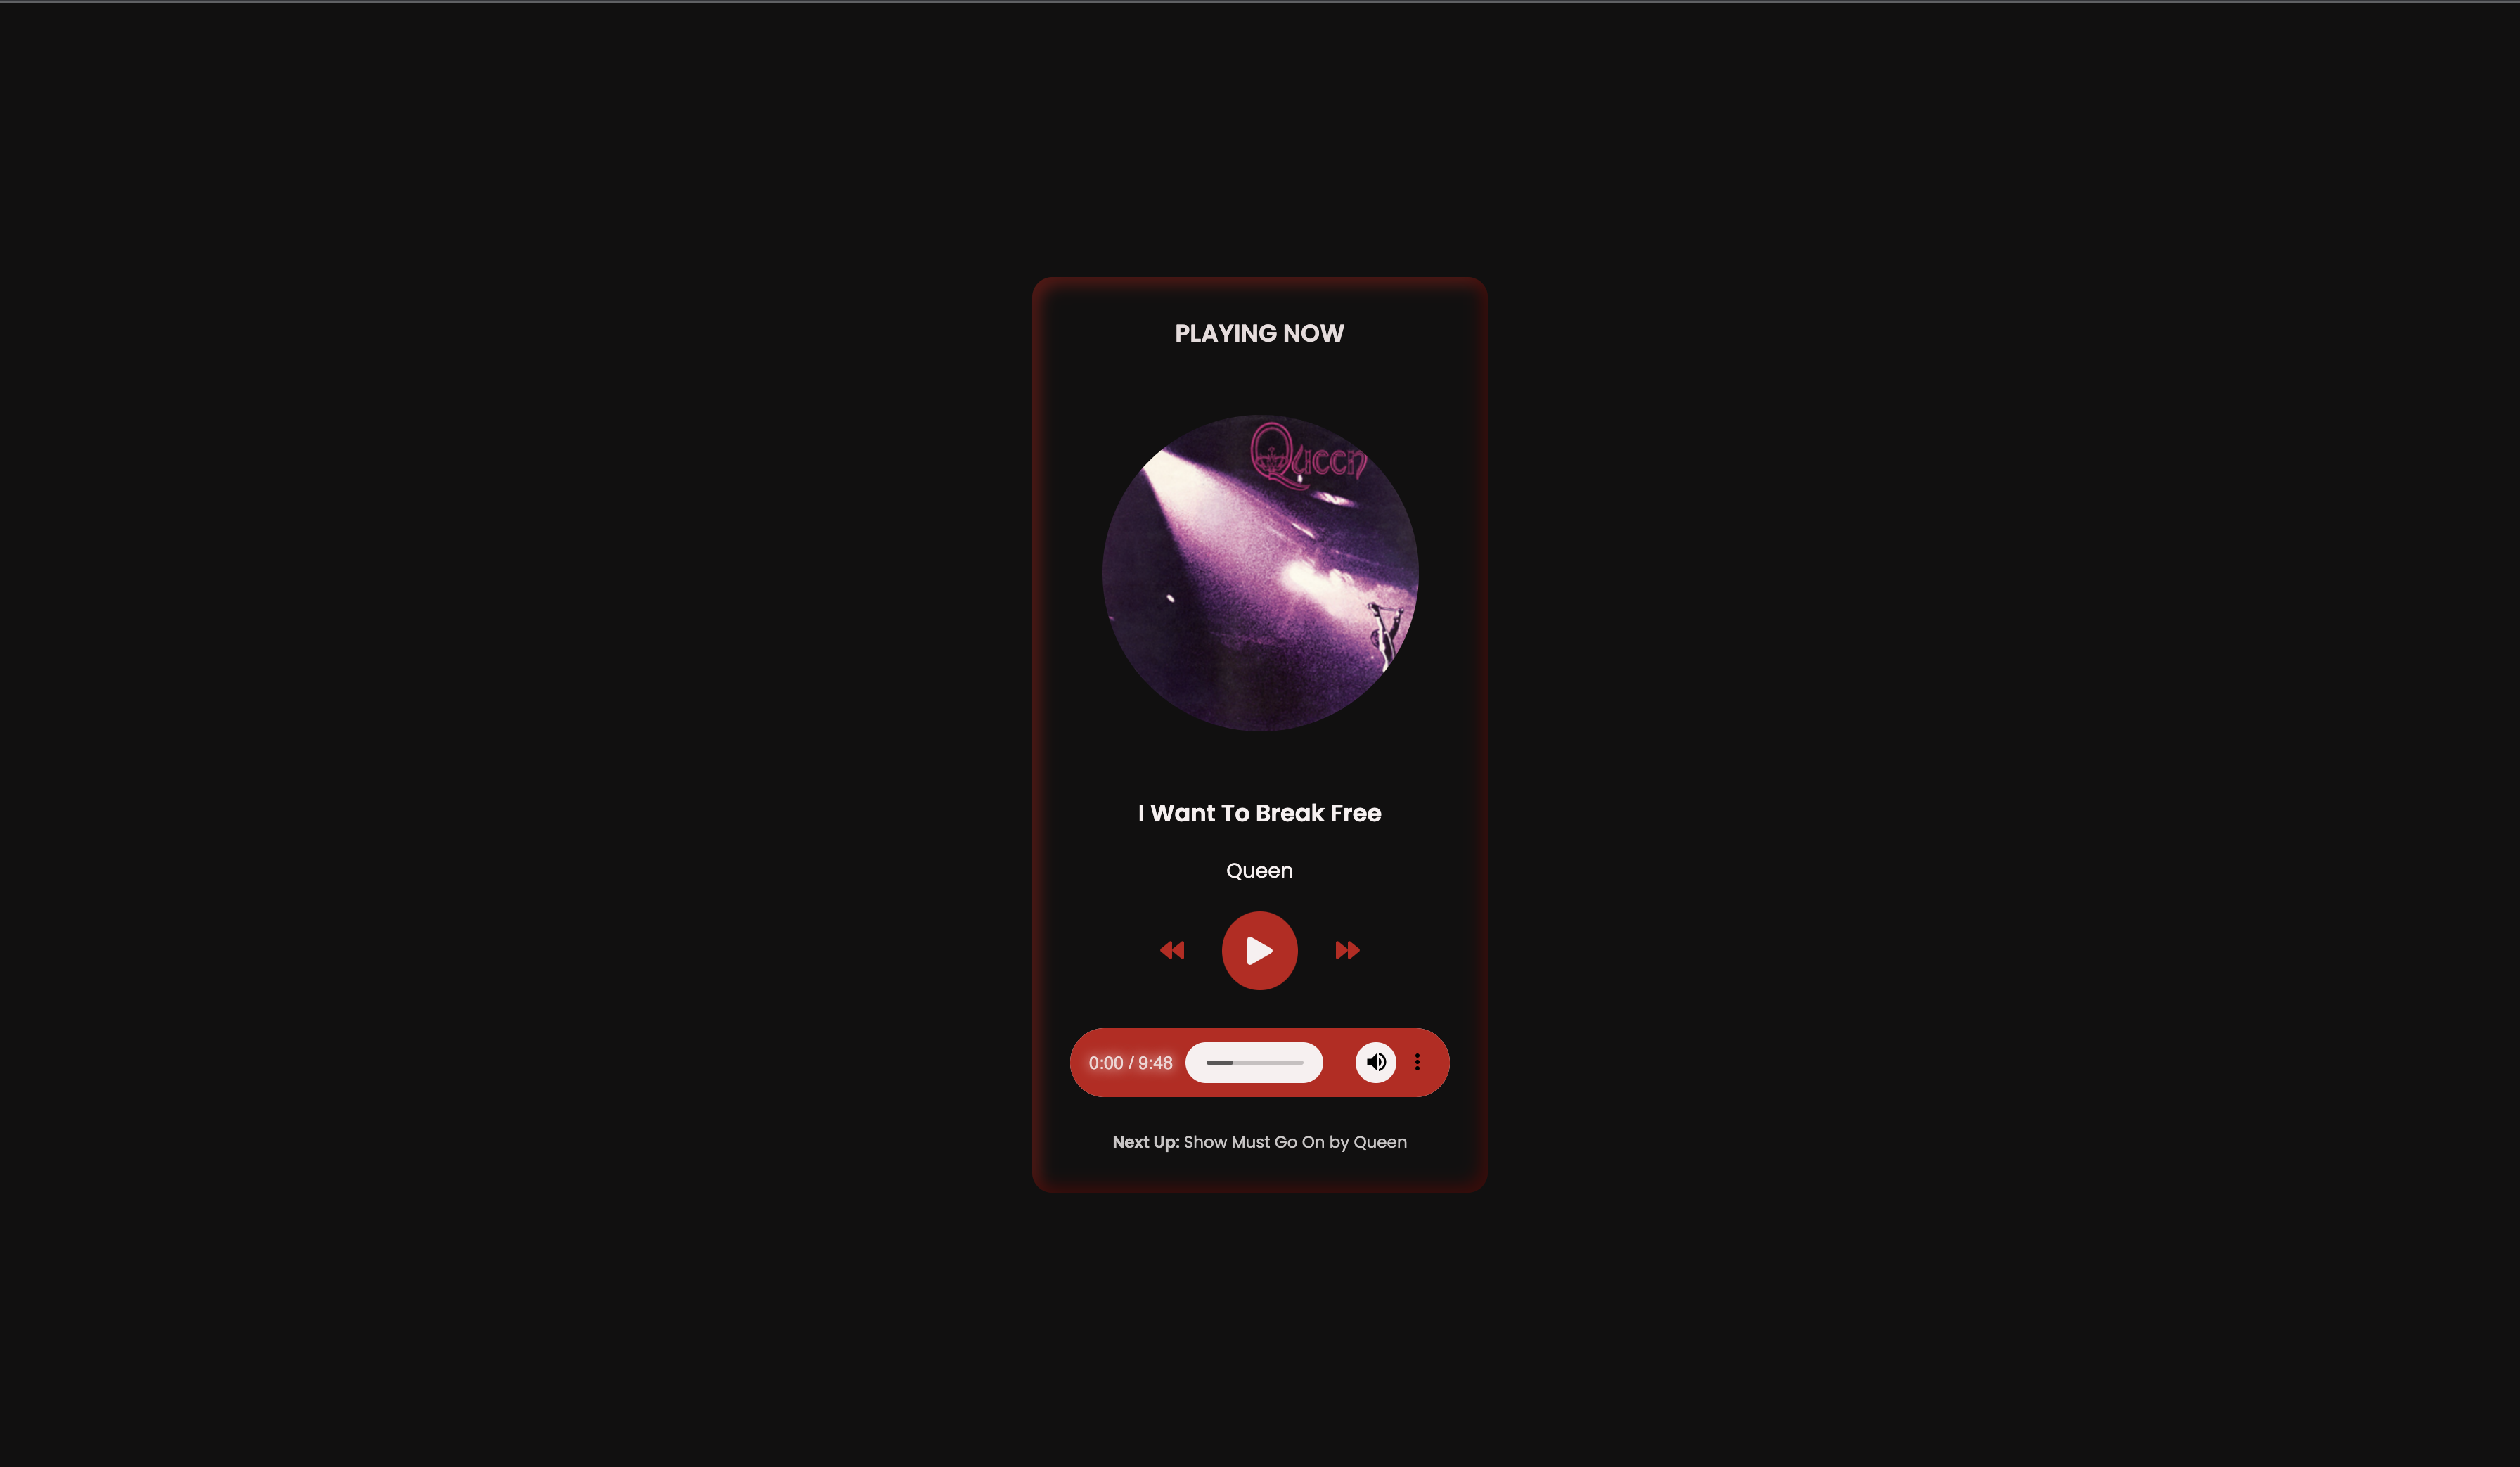 PLAYING NOW
Queen
I Want To Break Free
Queen
0:00 / 9:48
Next Up: Show Must Go On by Queen